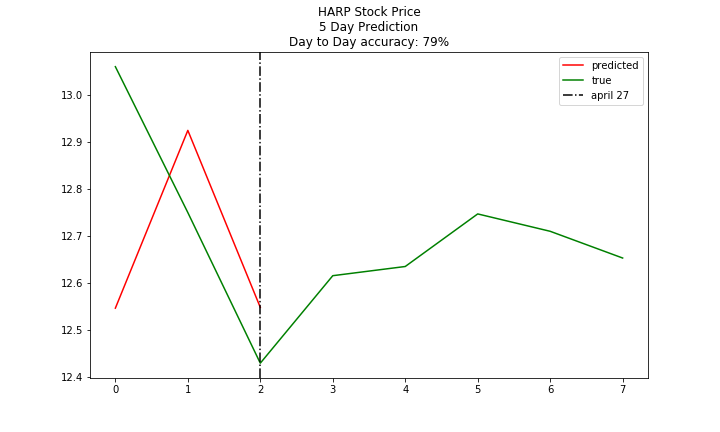 HARP Stock Price
5 Day Prediction
Day to Day accuracy: 79%
predicted
true
april 27
13.0
12.9
12.8
12.7
12.6
12.5
12.4
0 1 2 3 4 5 6 7